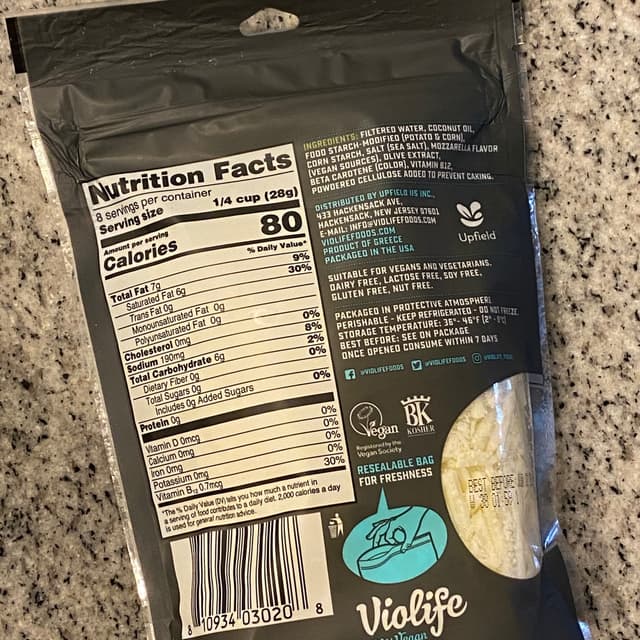 Nutrition Facts
8 servings per container
Serving size 1/4 cup (28g)
Amount per serving
Calories 80
% Daily Value*
Total Fat 7g 9%
Saturated Fat 6g 30%
Trans Fat 0g
Monounsaturated Fat 0g
Polyunsaturated Fat 0g
Cholesterol 0mg 0%
Sodium 190mg 8%
Total Carbohydrate 6g 2%
Dietary Fiber 0g 0%
Total Sugars 0g
Includes 0g Added Sugars 0%
Protein 0g
Vitamin D 0mcg 0%
Calcium 0mg 0%
Iron 0mg 0%
Potassium 0mg 0%
Vitamin B12 0.7mcg 30%
*The % Daily Value (DV) tells you how much a nutrient in
a serving of food contributes to a daily diet. 2,000 calories a day
is used for general nutrition advice.
8 10934 03020 8
INGREDIENTS: FILTERED WATER, COCONUT OIL,
FOOD STARCH-MODIFIED (POTATO & CORN),
CORN STARCH, SALT (SEA SALT), MOZZARELLA FLAVOR
(VEGAN SOURCES), OLIVE EXTRACT,
BETA CAROTENE (COLOR), VITAMIN B12,
POWDERED CELLULOSE ADDED TO PREVENT CAKING.
DISTRIBUTED BY UPFIELD US INC.,
433 HACKENSACK AVE,
HACKENSACK, NEW JERSEY 07601
E-MAIL: INFO@VIOLIFEFOODS.COM
VIOLIFEFOODS.COM
PRODUCT OF GREECE
PACKAGED IN THE USA
Upfield
SUITABLE FOR VEGANS AND VEGETARIANS.
DAIRY FREE, LACTOSE FREE, SOY FREE,
GLUTEN FREE, NUT FREE.
PACKAGED IN PROTECTIVE ATMOSPHERE
PERISHABLE - KEEP REFRIGERATED - DO NOT FREEZE.
STORAGE TEMPERATURE: 36°- 46°F (2° - 8°C)
BEST BEFORE: SEE ON PACKAGE
ONCE OPENED CONSUME WITHIN 7 DAYS
@VIOLIFEFOODS @VIOLIFEFOODS
Vegan
Registered by the
Vegan Society
BK
KOSHER
RESEALABLE BAG
FOR FRESHNESS
BEST BEFORE
Violife
Vegan